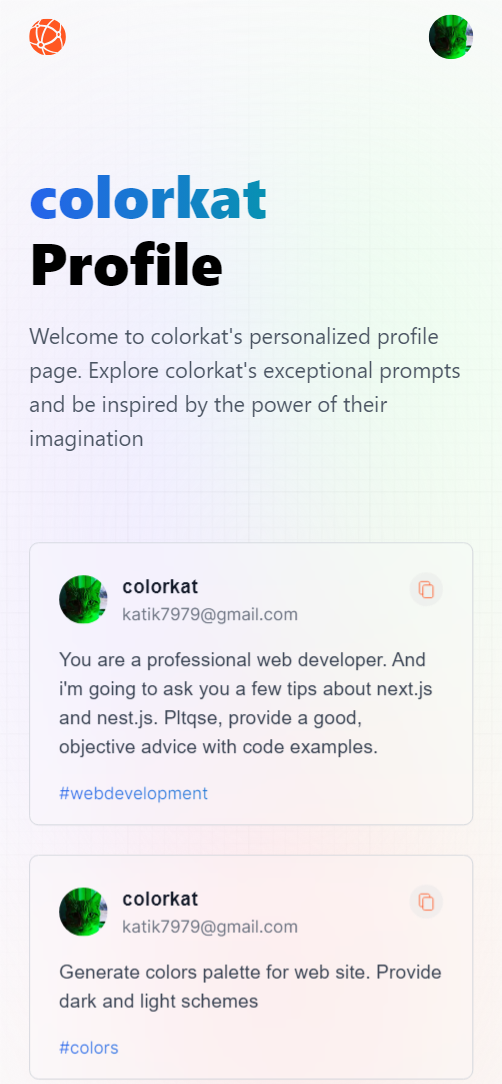 colorkat
Profile
Welcome to colorkat's personalized profile
page. Explore colorkat's exceptional prompts
and be inspired by the power of their
imagination
colorkat
katik7979@gmail.com
You are a professional web developer. And
i'm going to ask you a few tips about next.js
and nest.js. Pltqse, provide a good,
objective advice with code examples.
#webdevelopment
colorkat
katik7979@gmail.com
Generate colors palette for web site. Provide
dark and light schemes
#colors